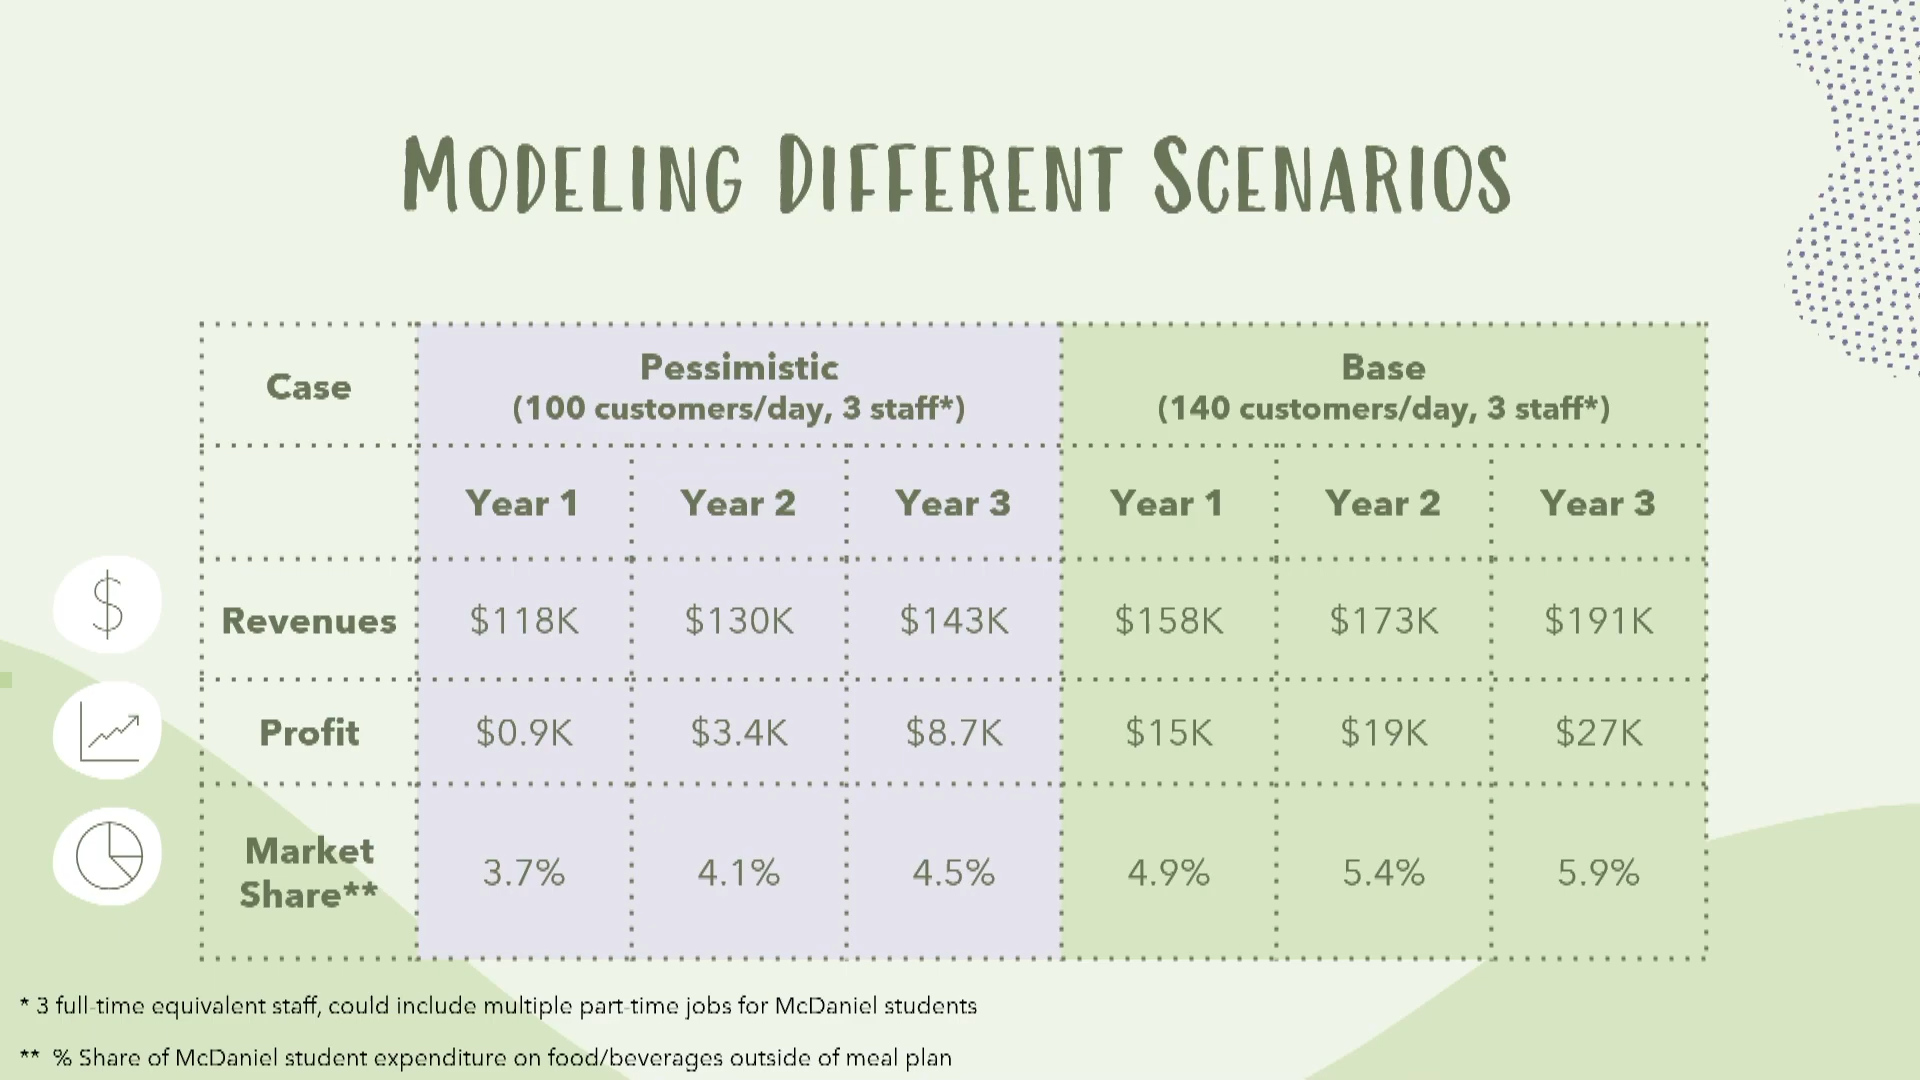 MODELING DIFFERENT SCENARIOS
Case
Pessimistic
(100 customers/day, 3 staff*)
Base
(140 customers/day, 3 staff*)
Year 1 Year 2 Year 3 Year 1 Year 2 Year 3
Revenues $118K $130K $143K $158K $173K $191K
Profit $0.9K $3.4K $8.7K $15K $19K $27K
Market
Share** 3.7% 4.1% 4.5% 4.9% 5.4% 5.9%
* 3 full-time equivalent staff, could include multiple part-time jobs for McDaniel students
** % Share of McDaniel student expenditure on food/beverages outside of meal plan